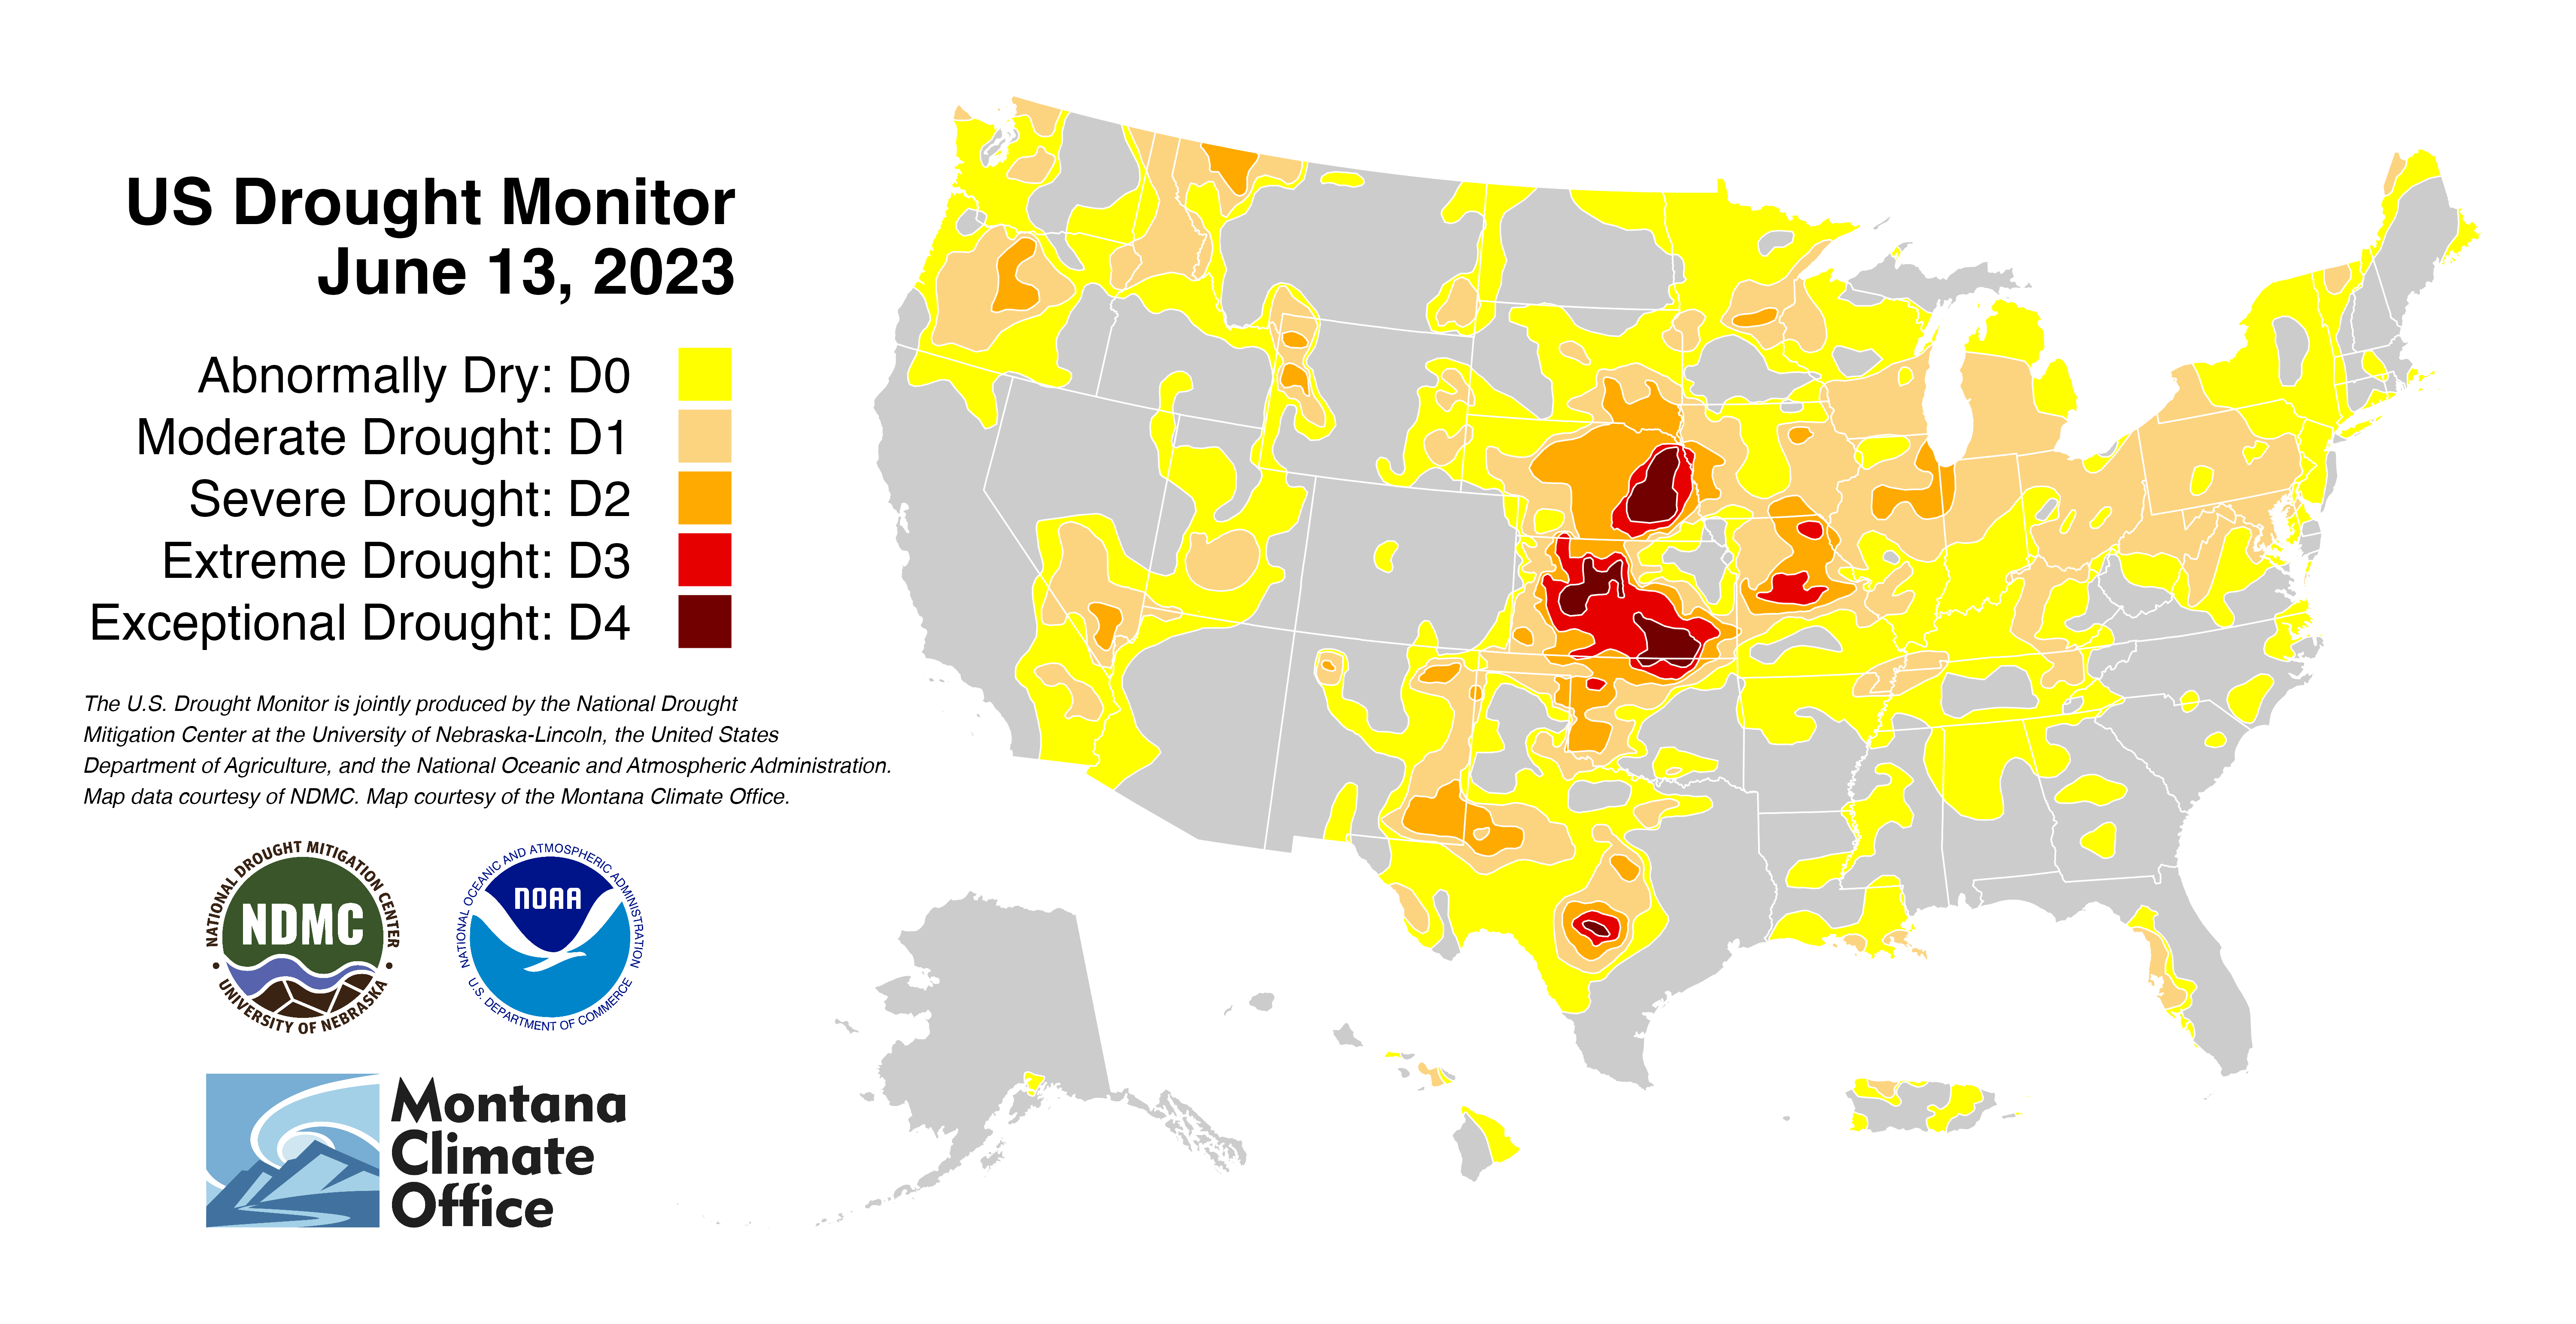 US Drought Monitor
June 13, 2023
Abnormally Dry: D0
Moderate Drought: D1
Severe Drought: D2
Extreme Drought: D3
Exceptional Drought: D4
The U.S. Drought Monitor is jointly produced by the National Drought
Mitigation Center at the University of Nebraska-Lincoln, the United States
Department of Agriculture, and the National Oceanic and Atmospheric Administration.
Map data courtesy of NDMC. Map courtesy of the Montana Climate Office.
NATIONAL DROUGHT MITIGATION CENTER
NDMC
• UNIVERSITY OF NEBRASKA •
NATIONAL OCEANIC AND ATMOSPHERIC ADMINISTRATION
NOAA
U.S. DEPARTMENT OF COMMERCE
Montana
Climate
Office